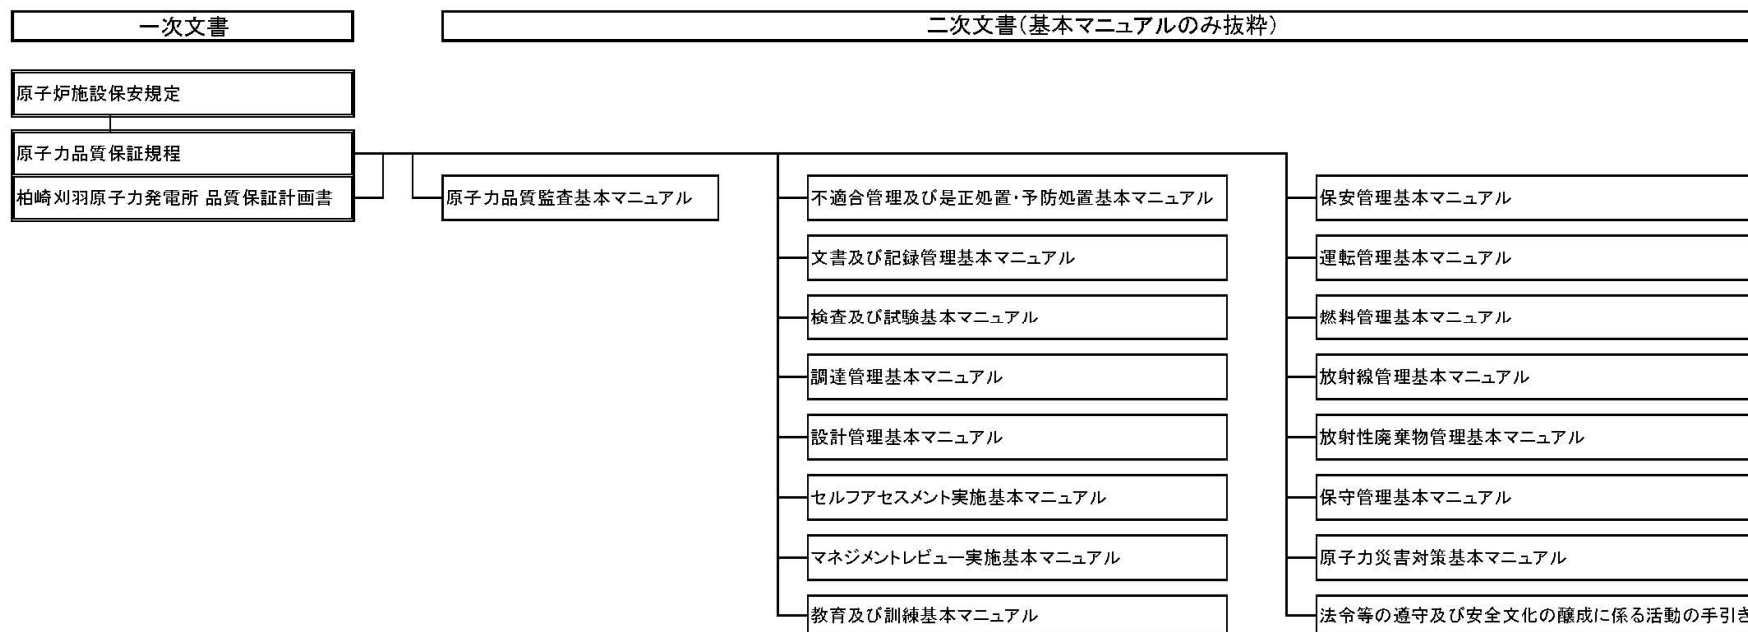 一次文書
二次文書(基本マニュアルのみ抜粋)
原子炉施設保安規定
原子力品質保証規程
柏崎刈羽原子力発電所 品質保証計画書
原子力品質監査基本マニュアル
不適合管理及び是正処置・予防処置基本マニュアル
文書及び記録管理基本マニュアル
検査及び試験基本マニュアル
調達管理基本マニュアル
設計管理基本マニュアル
セルフアセスメント実施基本マニュアル
マネジメントレビュー実施基本マニュアル
教育及び訓練基本マニュアル
保安管理基本マニュアル
運転管理基本マニュアル
燃料管理基本マニュアル
放射線管理基本マニュアル
放射性廃棄物管理基本マニュアル
保守管理基本マニュアル
原子力災害対策基本マニュアル
法令等の遵守及び安全文化の醸成に係る活動の手引き